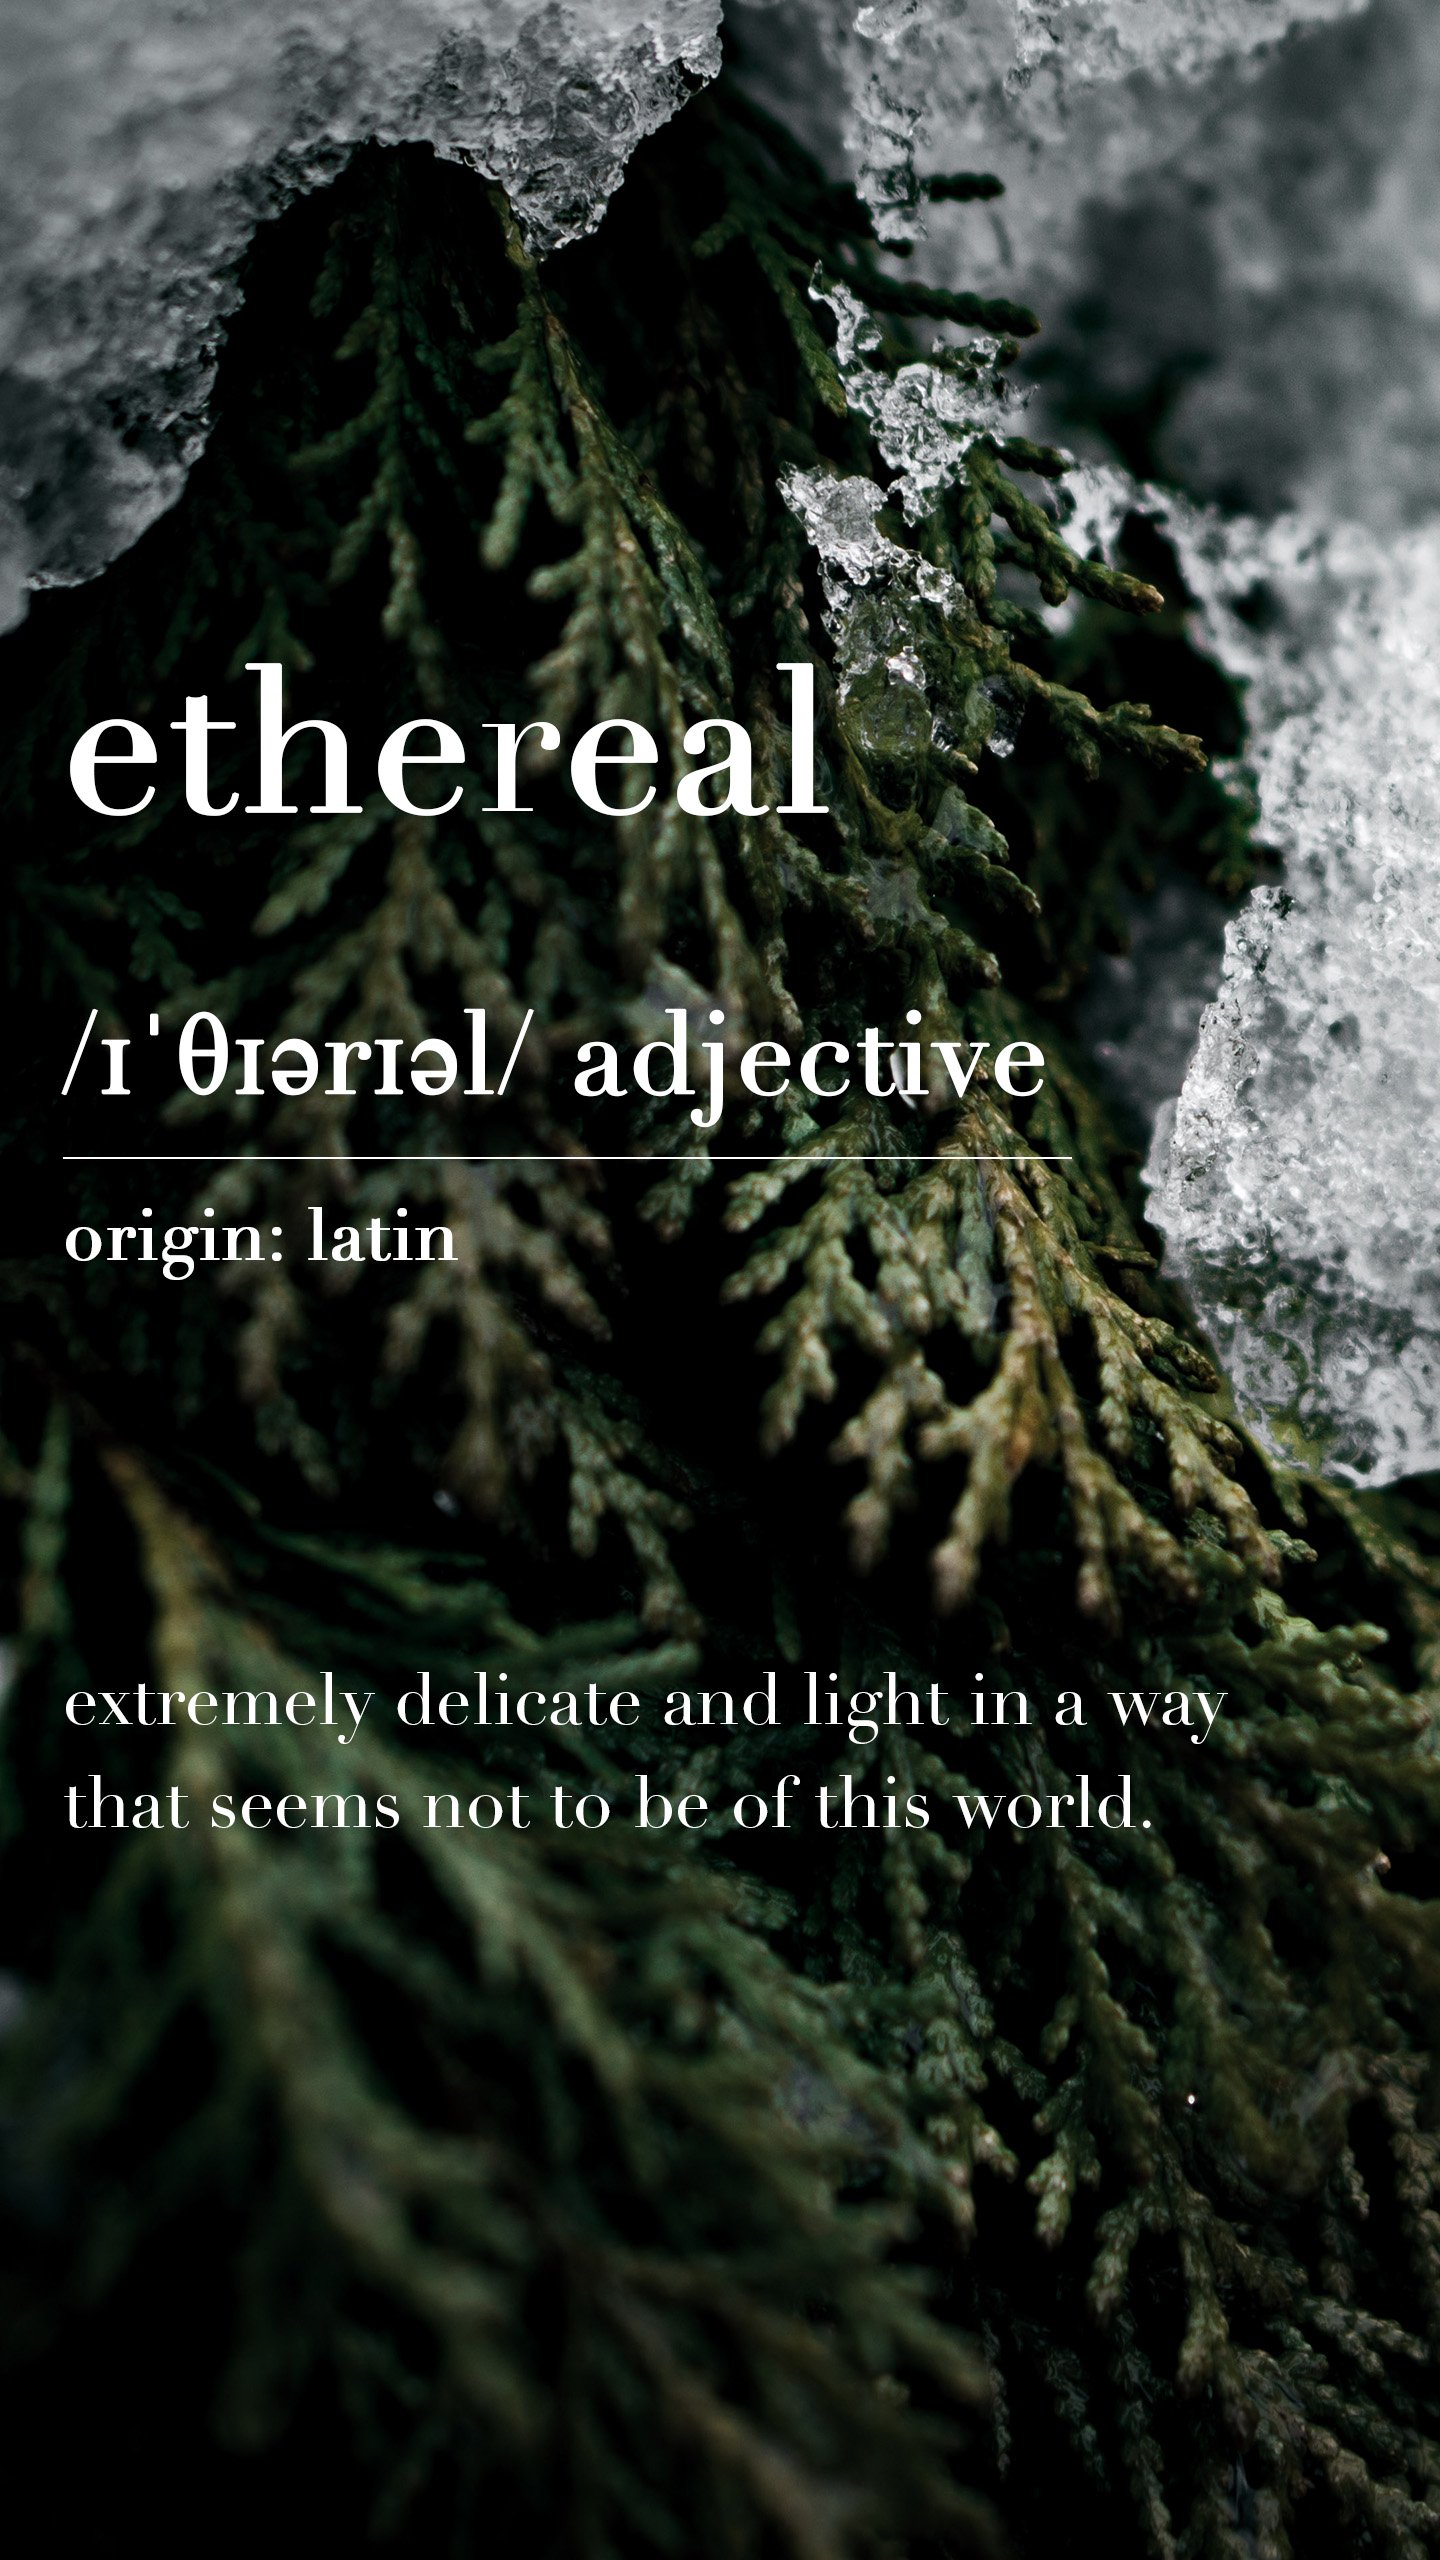 ethereal
/ɪˈθɪərɪəl/ adjective
origin: latin
extremely delicate and light in a way
that seems not to be of this world.